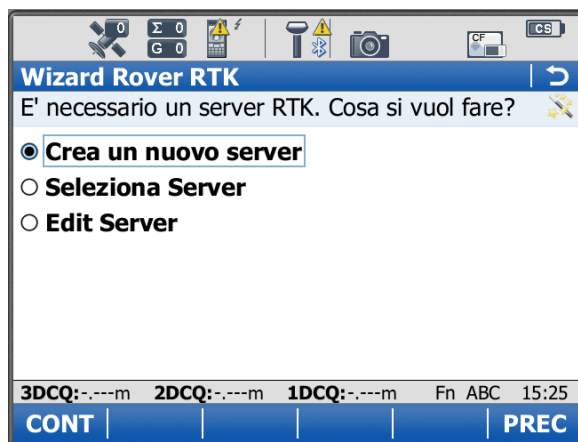 0 Σ 0 CF CS
G 0
Wizard Rover RTK
E' necessario un server RTK. Cosa si vuol fare?
Crea un nuovo server
Seleziona Server
Edit Server
3DCQ:-.---m 2DCQ:-.---m 1DCQ:-.---m Fn ABC 15:25
CONT PREC